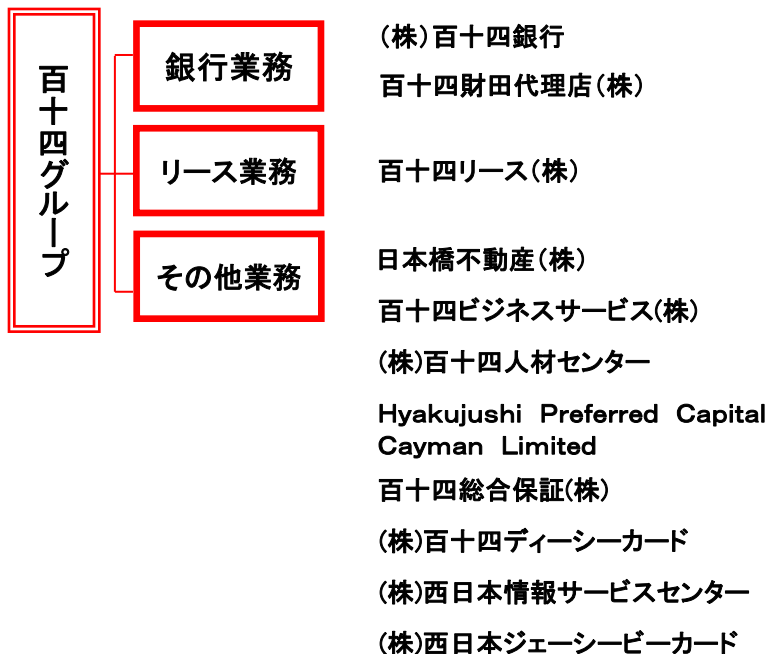 百十四グループ
銀行業務
(株)百十四銀行
百十四財田代理店(株)
リース業務
百十四リース(株)
その他業務
日本橋不動産(株)
百十四ビジネスサービス(株)
(株)百十四人材センター
Hyakujushi Preferred Capital
Cayman Limited
百十四総合保証(株)
(株)百十四ディーシーカード
(株)西日本情報サービスセンター
(株)西日本ジェーシービーカード